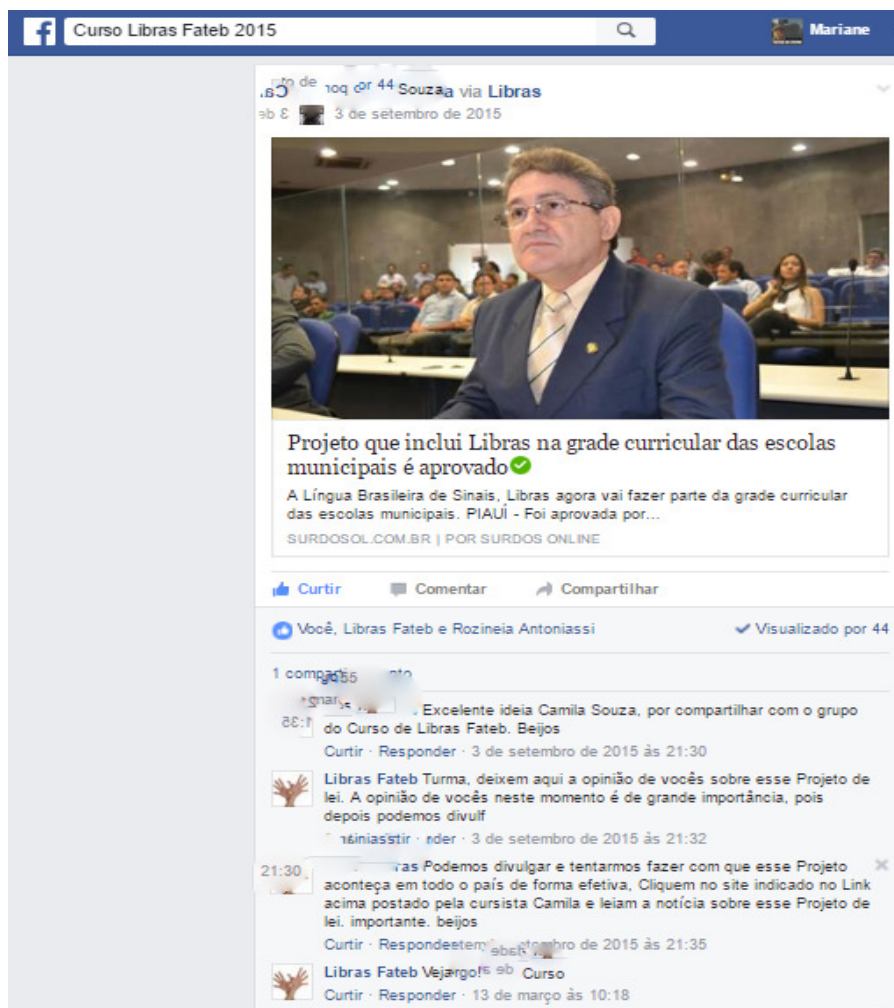 Curso Libras Fateb 2015
Mariane
Souza via Libras
3 de setembro de 2015
Projeto que inclui Libras na grade curricular das escolas
municipais é aprovado
A Língua Brasileira de Sinais, Libras agora vai fazer parte da grade curricular
das escolas municipais. PIAUÍ - Foi aprovada por...
SURDOSOL.COM.BR | POR SURDOS ONLINE
Curtir Comentar Compartilhar
Você, Libras Fateb e Rozineia Antoniassi Visualizado por 44
1
Excelente ideia Camila Souza, por compartilhar com o grupo
do Curso de Libras Fateb. Beijos
Curtir · Responder · 3 de setembro de 2015 às 21:30
Libras Fateb Turma, deixem aqui a opinião de vocês sobre esse Projeto de
lei. A opinião de vocês neste momento é de grande importância, pois
depois podemos divulf
3 de setembro de 2015 às 21:32
21:30 Podemos divulgar e tentarmos fazer com que esse Projeto
aconteça em todo o país de forma efetiva, Cliquem no site indicado no Link
acima postado pela cursista Camila e leiam a notícia sobre esse Projeto de
lei. importante. beijos
Curtir · de 2015 às 21:35
Libras Fateb Curso
Curtir · Responder · 13 de março às 10:18